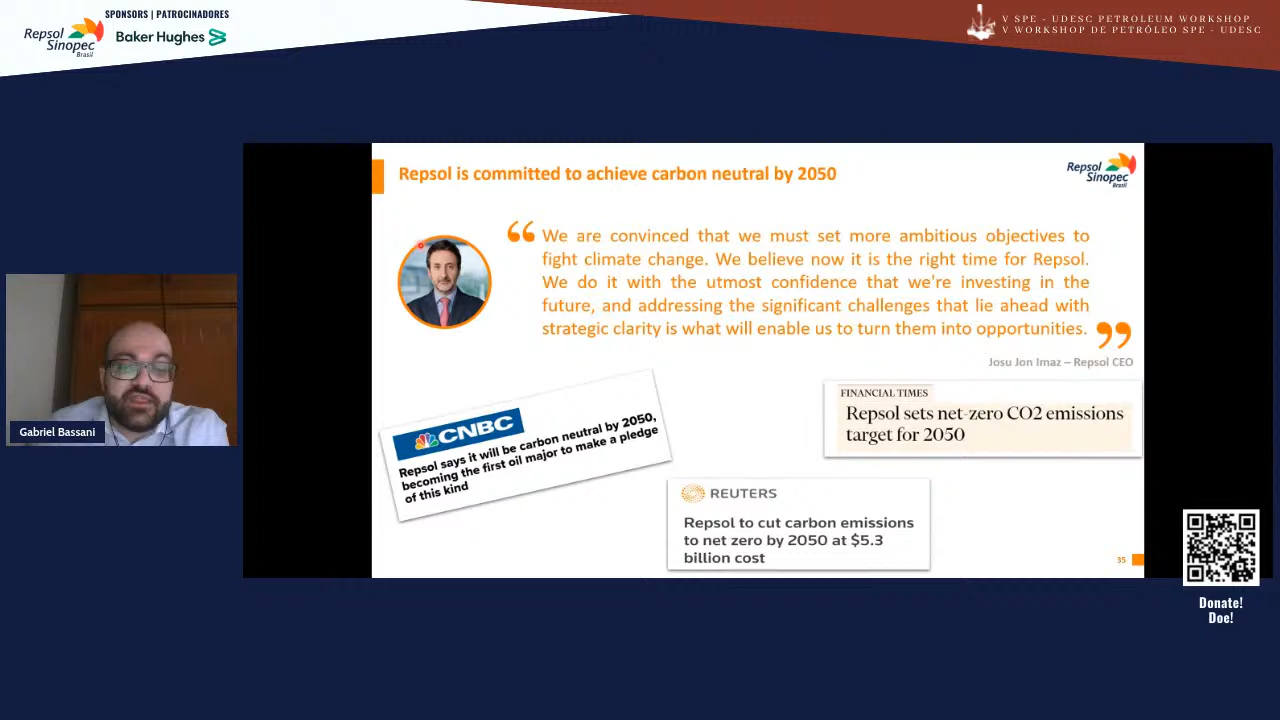 SPONSORS | PATROCINADORES
Repsol
Sinopec
Brasil
Baker Hughes
V SPE - UDESC PETROLEUM WORKSHOP
V WORKSHOP DE PETRÓLEO SPE - UDESC
Repsol is committed to achieve carbon neutral by 2050
Repsol
Sinopec
Brasil
“ We are convinced that we must set more ambitious objectives to
fight climate change. We believe now it is the right time for Repsol.
We do it with the utmost confidence that we’re investing in the
future, and addressing the significant challenges that lie ahead with
strategic clarity is what will enable us to turn them into opportunities. ”
Josu Jon Imaz – Repsol CEO
CNBC
Repsol says it will be carbon neutral by 2050,
becoming the first oil major to make a pledge
of this kind
FINANCIAL TIMES
Repsol sets net-zero CO2 emissions
target for 2050
REUTERS
Repsol to cut carbon emissions
to net zero by 2050 at $5.3
billion cost
35
Gabriel Bassani
Donate!
Doe!